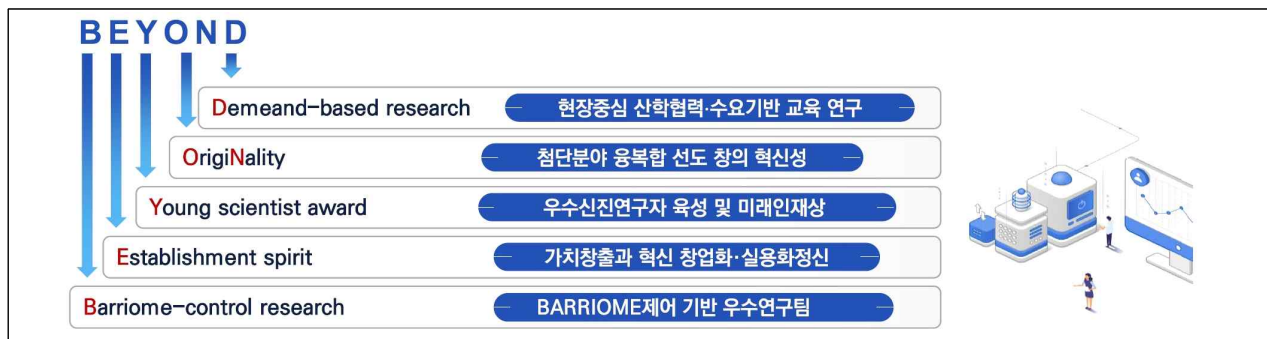 BEYOND
Demeand-based research 현장중심 산학협력·수요기반 교육 연구
OrigiNality 첨단분야 융복합 선도 창의 혁신성
Young scientist award 우수신진연구자 육성 및 미래인재상
Establishment spirit 가치창출과 혁신 창업화·실용화정신
Barriome-control research BARRIOME제어 기반 우수연구팀